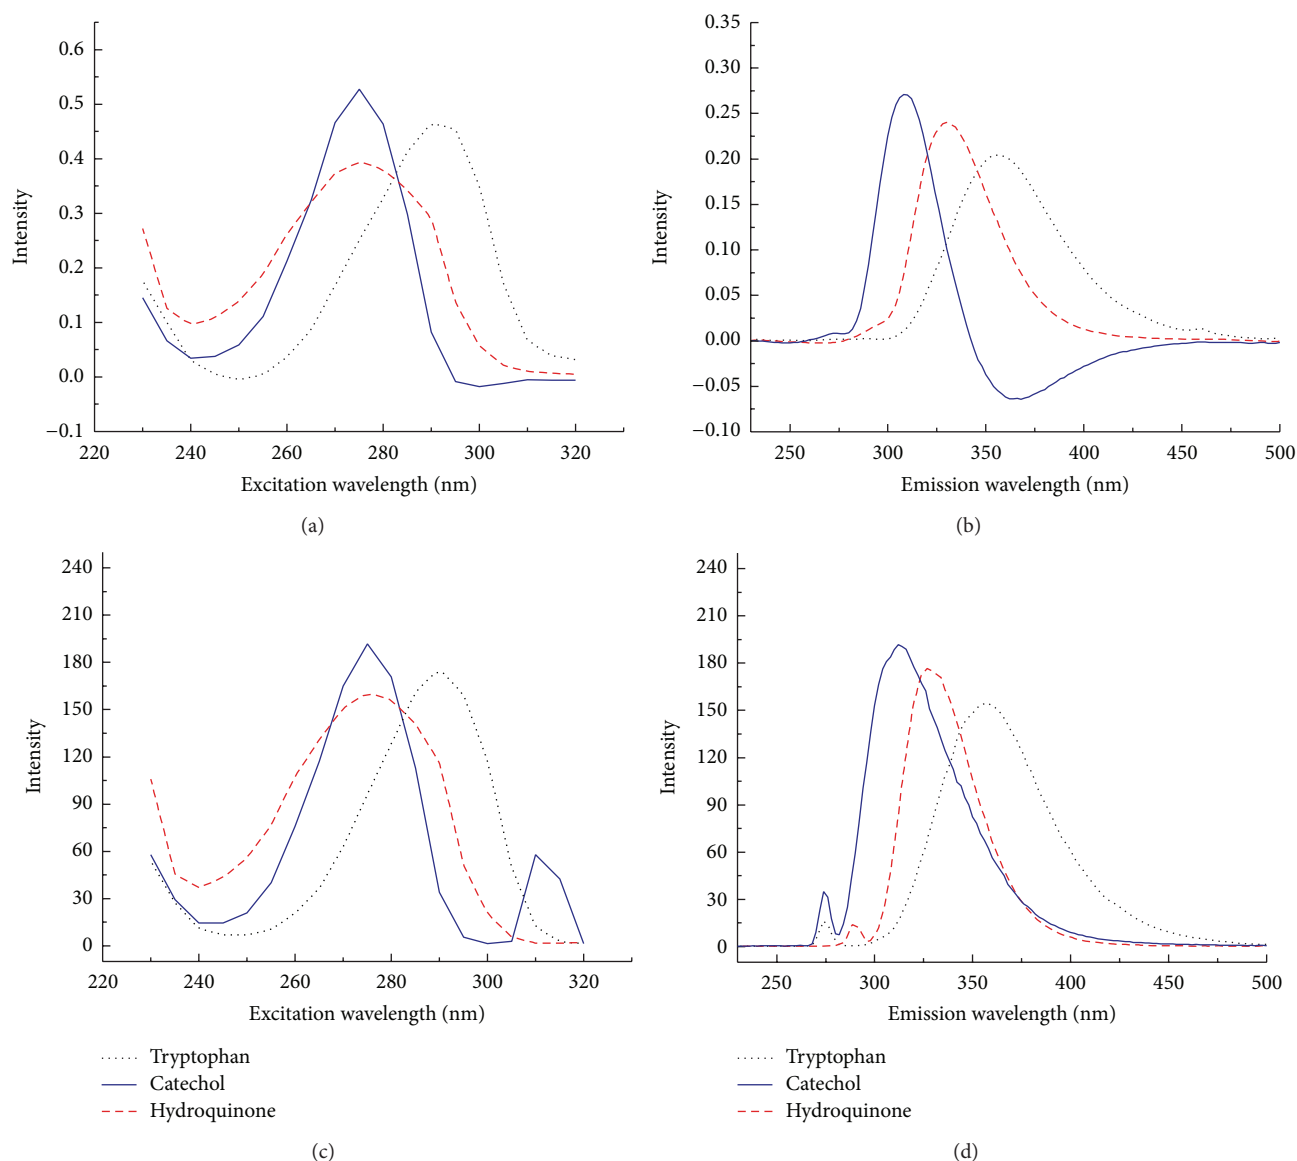 0.6
0.5
0.4
0.3
0.2
0.1
0.0
−0.1
220 240 260 280 300 320
Intensity
Excitation wavelength (nm)
(a)
0.35
0.30
0.25
0.20
0.15
0.10
0.05
0.00
−0.05
−0.10
250 300 350 400 450 500
Intensity
Emission wavelength (nm)
(b)
240
210
180
150
120
90
60
30
0
220 240 260 280 300 320
Intensity
Excitation wavelength (nm)
Tryptophan
Catechol
Hydroquinone
(c)
240
210
180
150
120
90
60
30
0
250 300 350 400 450 500
Intensity
Emission wavelength (nm)
Tryptophan
Catechol
Hydroquinone
(d)